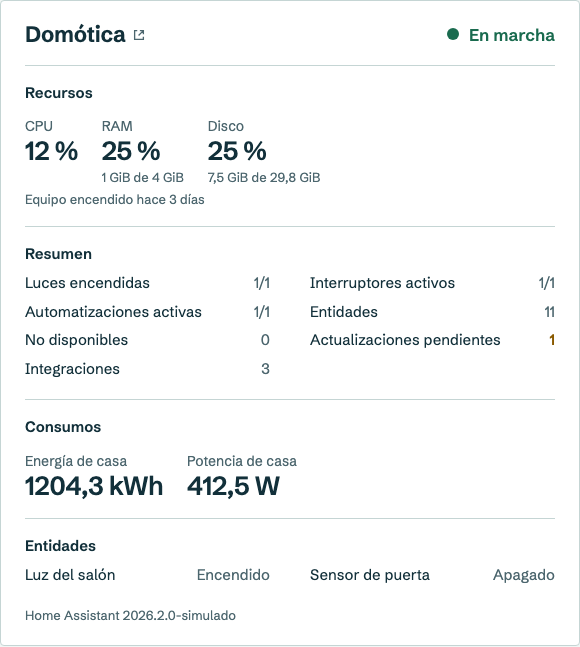 Domótica
En marcha
Recursos
CPU
12 %
RAM
25 %
1 GiB de 4 GiB
Disco
25 %
7,5 GiB de 29,8 GiB
Equipo encendido hace 3 días
Resumen
Luces encendidas 1/1
Interruptores activos 1/1
Automatizaciones activas 1/1
Entidades 11
No disponibles 0
Actualizaciones pendientes 1
Integraciones 3
Consumos
Energía de casa
1204,3 kWh
Potencia de casa
412,5 W
Entidades
Luz del salón Encendido
Sensor de puerta Apagado
Home Assistant 2026.2.0-simulado